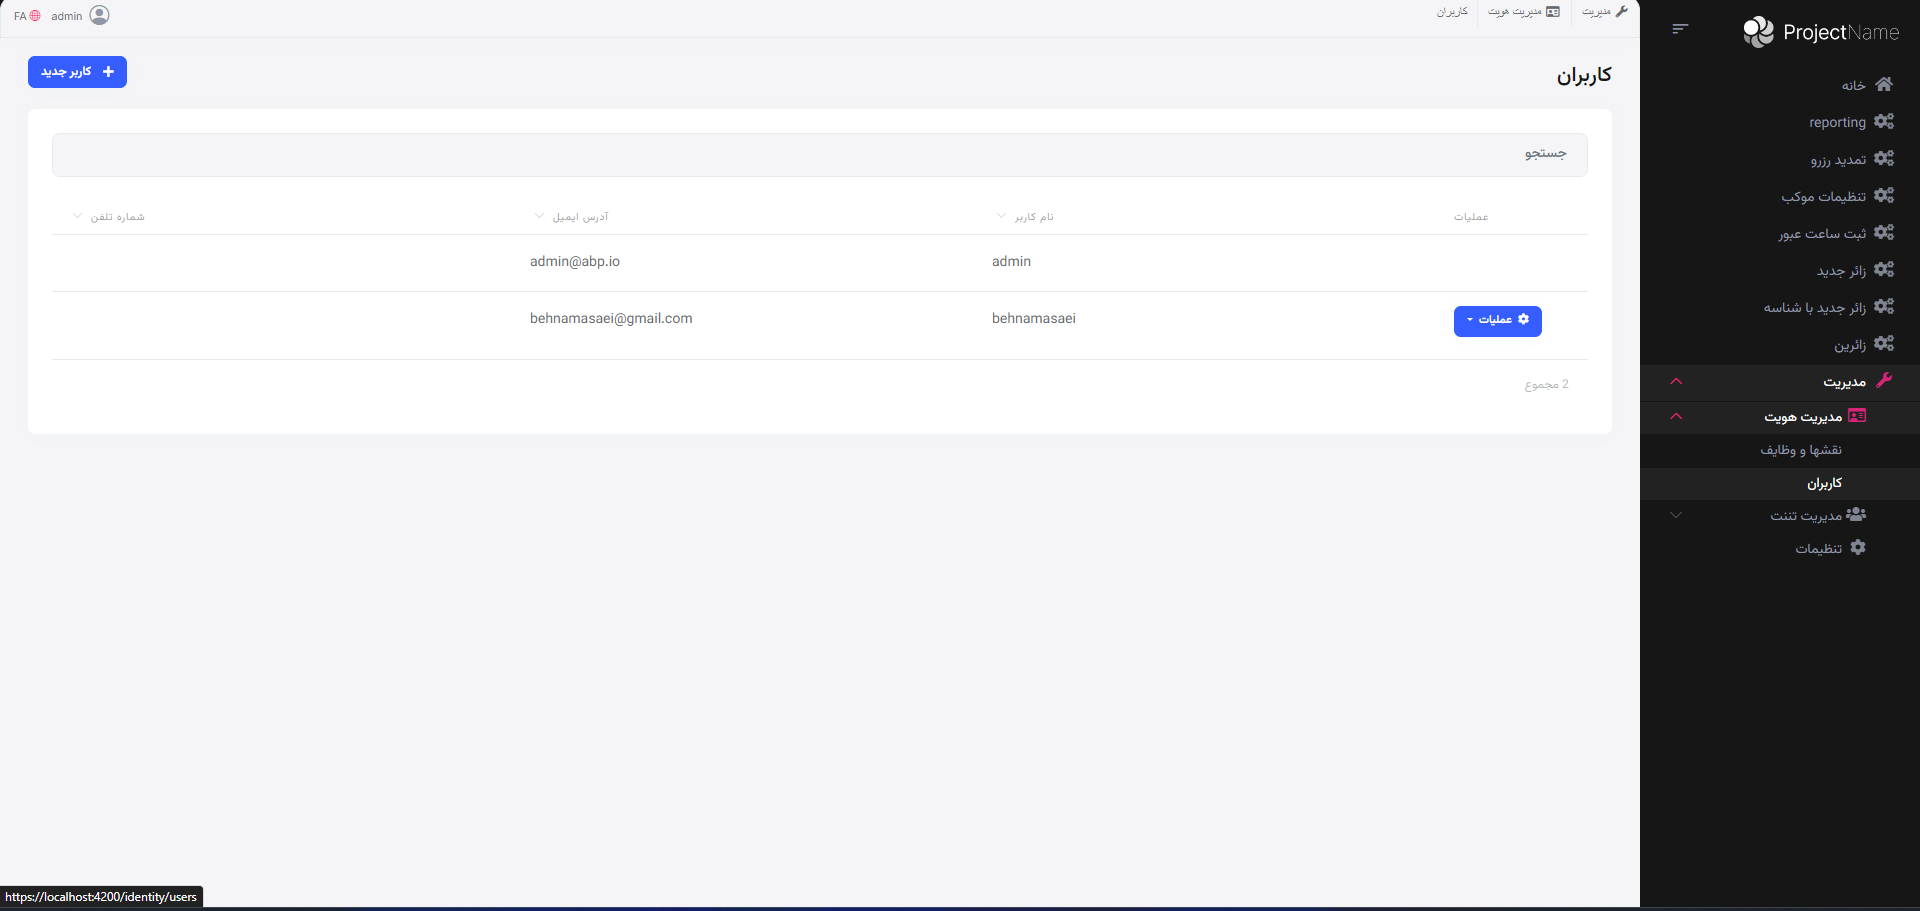 ProjectName
خانه
reporting
تمدید رزرو
تنظیمات موکب
ثبت ساعت عبور
زائر جدید
زائر جدید با شناسه
زائرین
مدیریت
مدیریت هویت
نقشها و وظایف
کاربران
مدیریت تننت
تنظیمات
مدیریت مدیریت هویت کاربران
admin FA
کاربران
کاربر جدید
جستجو
عملیات نام کاربر آدرس ایمیل شماره تلفن
admin admin@abp.io
عملیات behnamasaei behnamasaei@gmail.com
2 مجموع
https://localhost:4200/identity/users